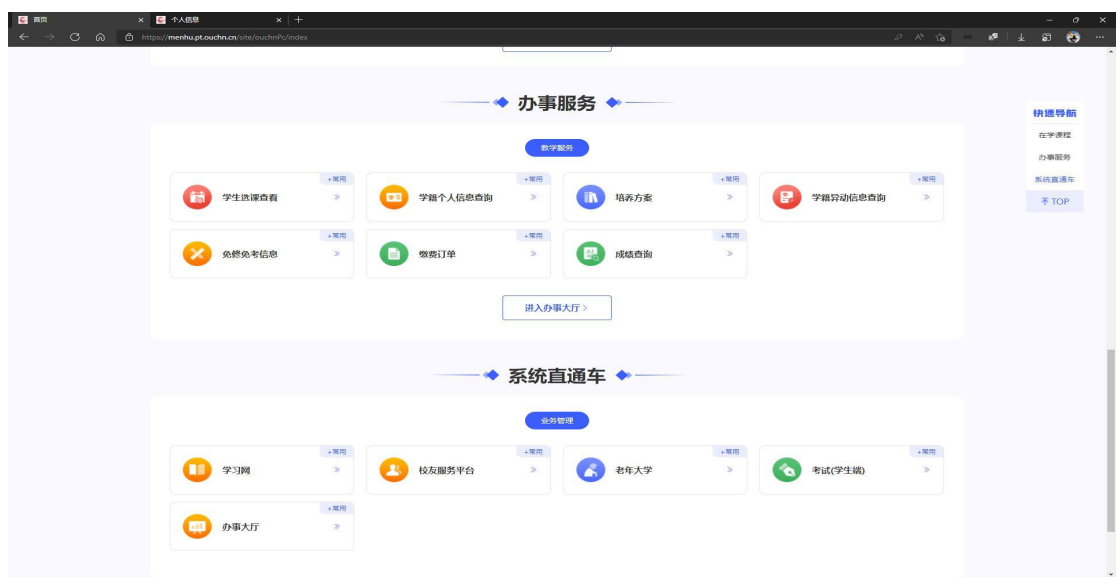 首页
个人信息
https://menhu.pt.ouchn.cn/site/ouchnPc/index
办事服务
教学服务
+常用
+常用
+常用
+常用
学生选课查看
学籍个人信息查询
培养方案
学籍异动信息查询
+常用
+常用
+常用
免修免考信息
缴费订单
成绩查询
进入办事大厅>
系统直通车
业务管理
+常用
+常用
+常用
+常用
学习网
校友服务平台
老年大学
考试(学生端)
+常用
办事大厅
快速导航
在学课程
办事服务
系统直通车
TOP